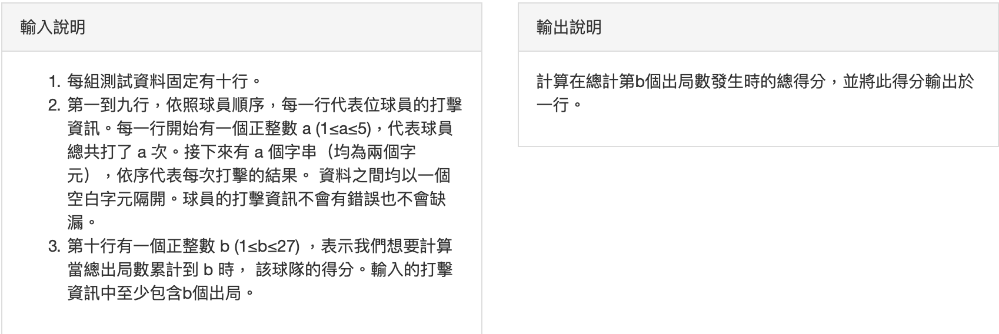 輸入說明
1. 每組測試資料固定有十行。
2. 第一到九行，依照球員順序，每一行代表位球員的打擊
資訊。每一行開始有一個正整數 a (1≤a≤5)，代表球員
總共打了 a 次。接下來有 a 個字串（均為兩個字
元），依序代表每次打擊的結果。 資料之間均以一個
空白字元隔開。球員的打擊資訊不會有錯誤也不會缺
漏。
3. 第十行有一個正整數 b (1≤b≤27) ，表示我們想要計算
當總出局數累計到 b 時， 該球隊的得分。輸入的打擊
資訊中至少包含b個出局。
輸出說明
計算在總計第b個出局數發生時的總得分，並將此得分輸出於
一行。